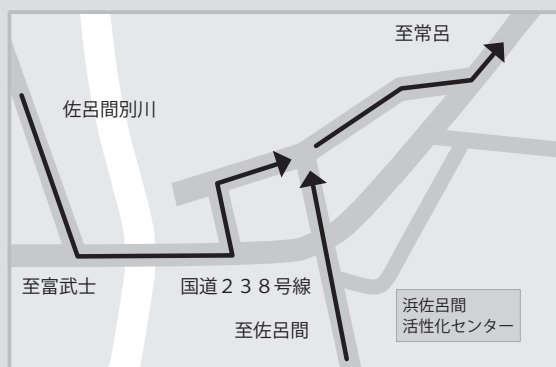 至常呂
佐呂間別川
至富武士
国道２３８号線
至佐呂間
浜佐呂間
活性化センター